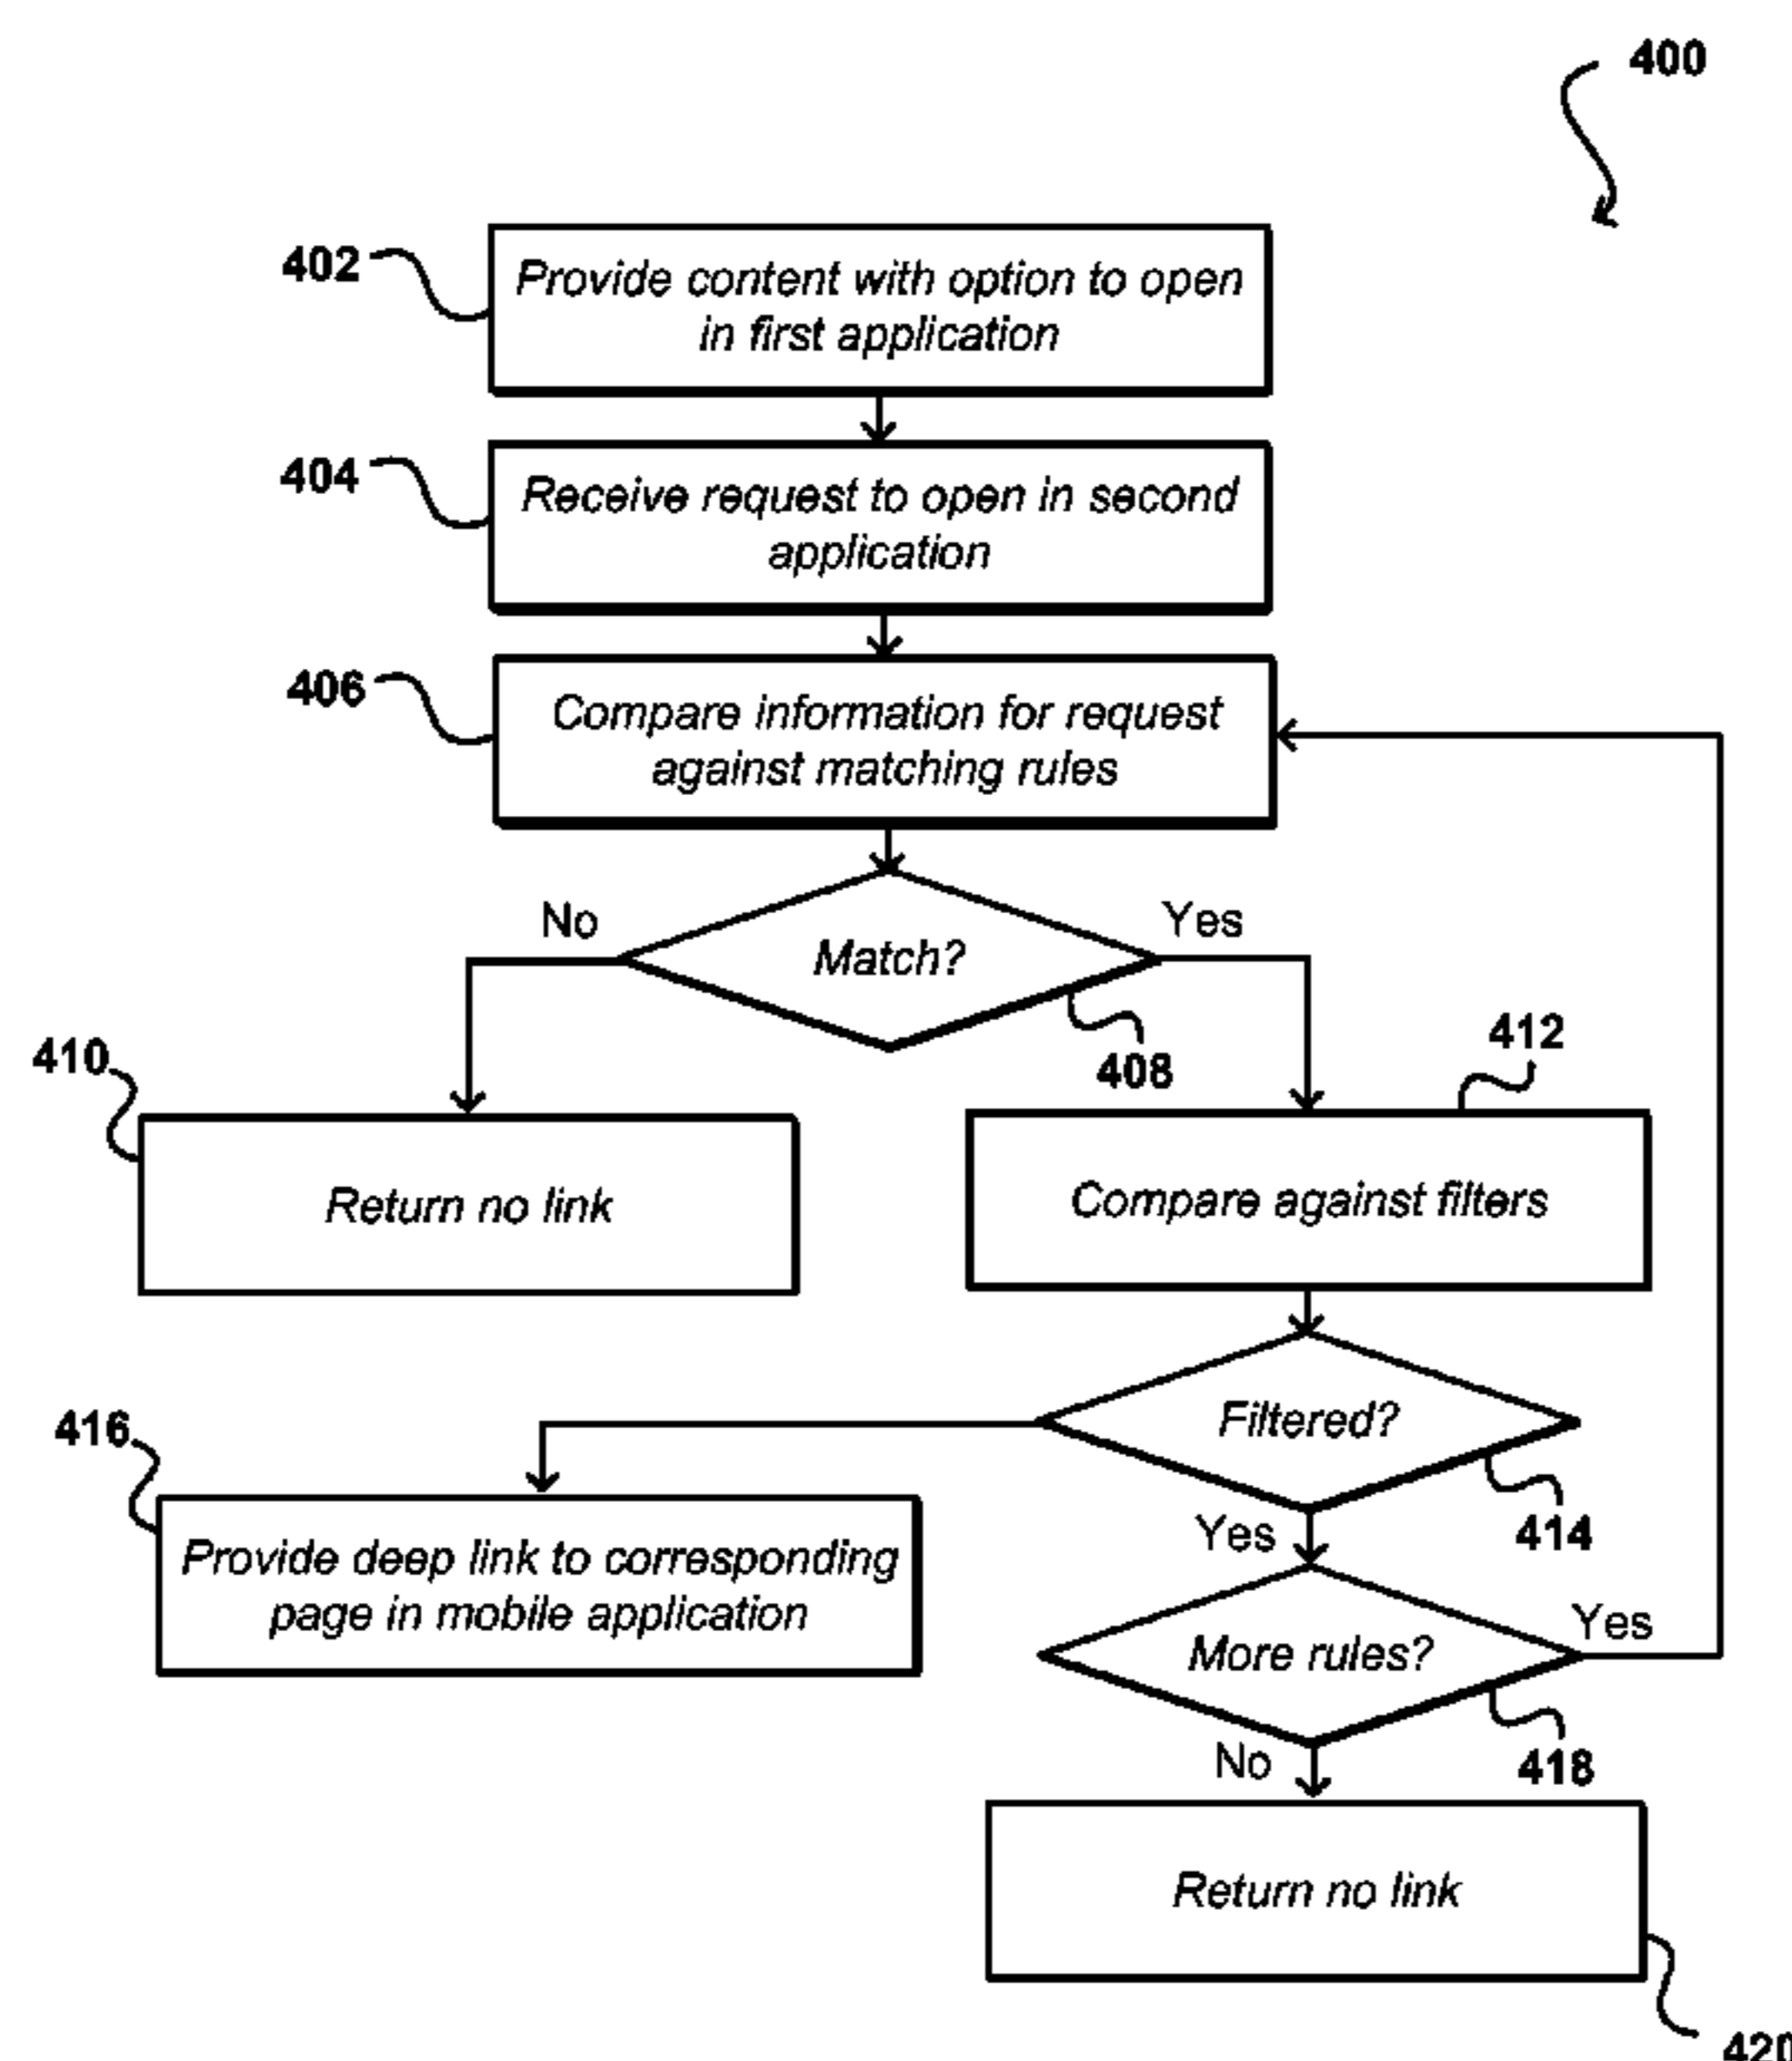 400
402
Provide content with option to open
in first application
404
Receive request to open in second
application
406
Compare information for request
against matching rules
No
Yes
Match?
408
412
410
Return no link
Compare against filters
Filtered?
416
414
Provide deep link to corresponding
page in mobile application
Yes
Yes
More rules?
418
No
Return no link
420